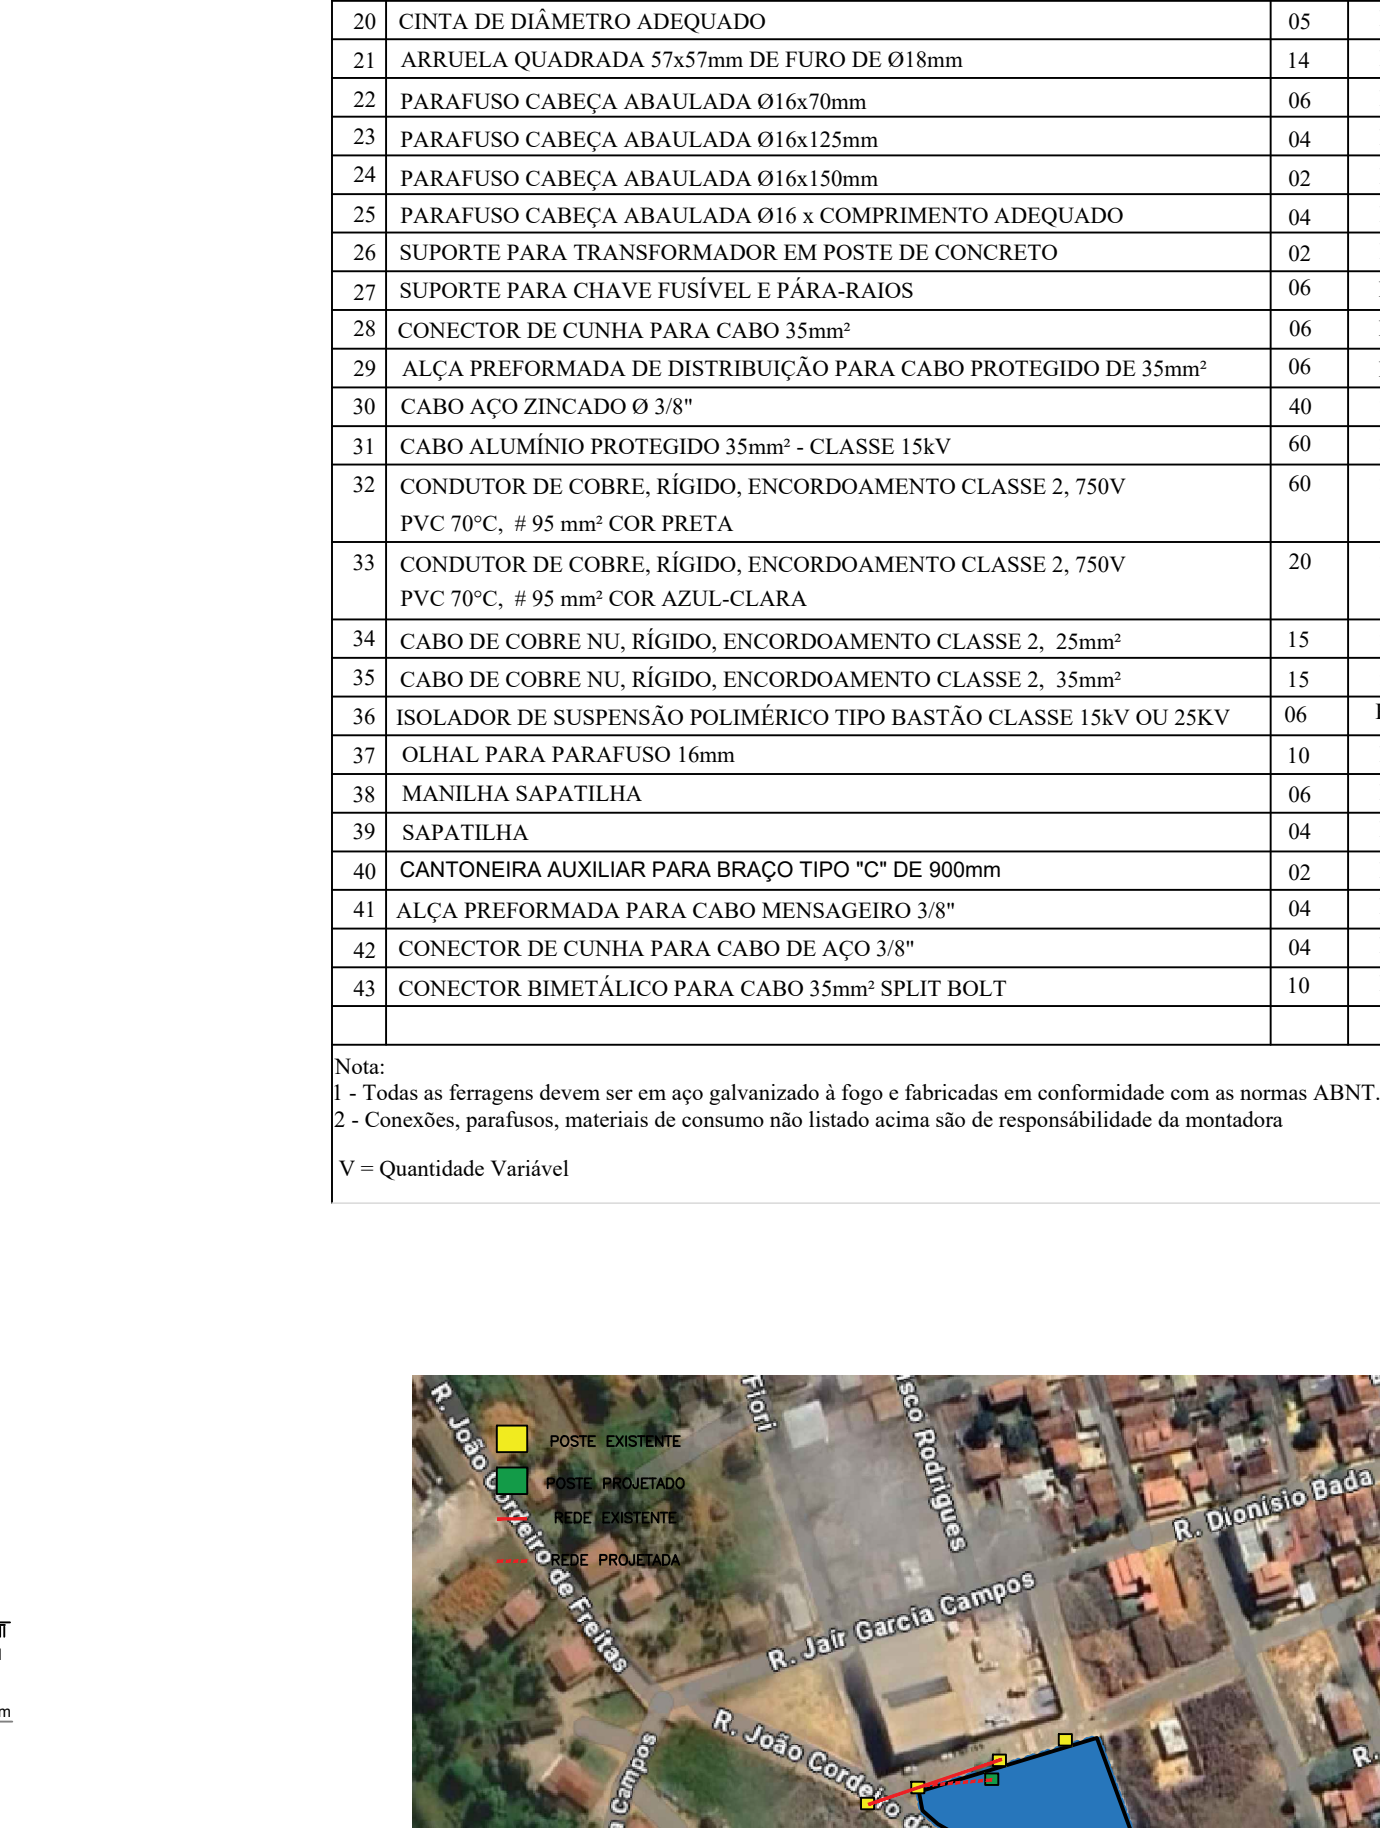 20 CINTA DE DIÂMETRO ADEQUADO 05
21 ARRUELA QUADRADA 57x57mm DE FURO DE Ø18mm 14
22 PARAFUSO CABEÇA ABAULADA Ø16x70mm 06
23 PARAFUSO CABEÇA ABAULADA Ø16x125mm 04
24 PARAFUSO CABEÇA ABAULADA Ø16x150mm 02
25 PARAFUSO CABEÇA ABAULADA Ø16 x COMPRIMENTO ADEQUADO 04
26 SUPORTE PARA TRANSFORMADOR EM POSTE DE CONCRETO 02
27 SUPORTE PARA CHAVE FUSÍVEL E PÁRA-RAIOS 06
28 CONECTOR DE CUNHA PARA CABO 35mm² 06
29 ALÇA PREFORMADA DE DISTRIBUIÇÃO PARA CABO PROTEGIDO DE 35mm² 06
30 CABO AÇO ZINCADO Ø 3/8" 40
31 CABO ALUMÍNIO PROTEGIDO 35mm² - CLASSE 15kV 60
32 CONDUTOR DE COBRE, RÍGIDO, ENCORDOAMENTO CLASSE 2, 750V 60
PVC 70°C, # 95 mm² COR PRETA
33 CONDUTOR DE COBRE, RÍGIDO, ENCORDOAMENTO CLASSE 2, 750V 20
PVC 70°C, # 95 mm² COR AZUL-CLARA
34 CABO DE COBRE NU, RÍGIDO, ENCORDOAMENTO CLASSE 2, 25mm² 15
35 CABO DE COBRE NU, RÍGIDO, ENCORDOAMENTO CLASSE 2, 35mm² 15
36 ISOLADOR DE SUSPENSÃO POLIMÉRICO TIPO BASTÃO CLASSE 15kV OU 25KV 06
37 OLHAL PARA PARAFUSO 16mm 10
38 MANILHA SAPATILHA 06
39 SAPATILHA 04
40 CANTONEIRA AUXILIAR PARA BRAÇO TIPO "C" DE 900mm 02
41 ALÇA PREFORMADA PARA CABO MENSAGEIRO 3/8" 04
42 CONECTOR DE CUNHA PARA CABO DE AÇO 3/8" 04
43 CONECTOR BIMETÁLICO PARA CABO 35mm² SPLIT BOLT 10
Nota:
1 - Todas as ferragens devem ser em aço galvanizado à fogo e fabricadas em conformidade com as normas ABNT.
2 - Conexões, parafusos, materiais de consumo não listado acima são de responsábilidade da montadora
V = Quantidade Variável
m
POSTE EXISTENTE
POSTE PROJETADO
REDE EXISTENTE
REDE PROJETADA
R. João Cordeiro de Freitas
Fiori
isco Rodrigues
R. Dionísio Bada
R. Jair Garcia Campos
R. João Cordeiro d
Campos
R.